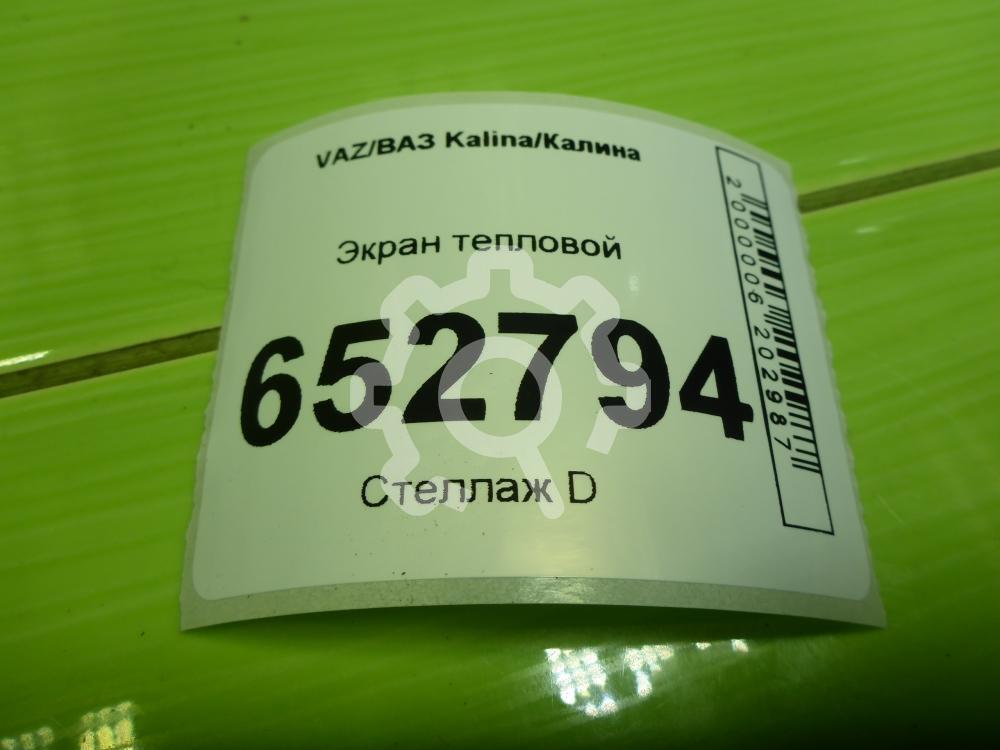 VAZ/ВАЗ Kalina/Калина
Экран тепловой
652794
Стеллаж D
2000006202987